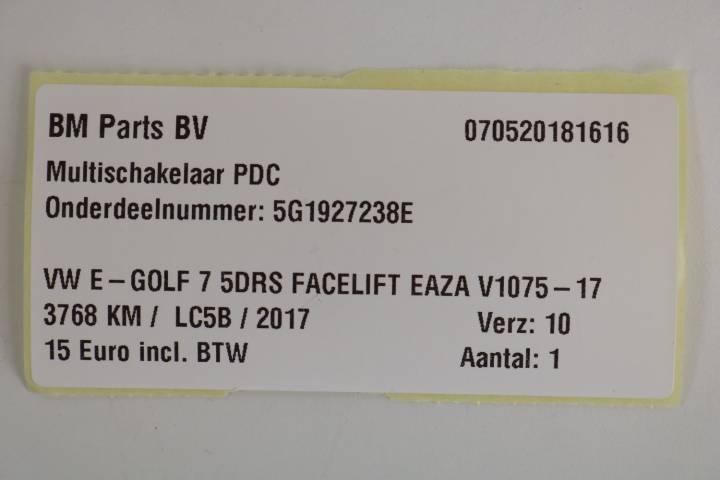 BM Parts BV 070520181616
Multischakelaar PDC
Onderdeelnummer: 5G1927238E
VW E-GOLF 7 5DRS FACELIFT EAZA V1075-17
3768 KM / LC5B / 2017 Verz: 10
15 Euro incl. BTW Aantal: 1